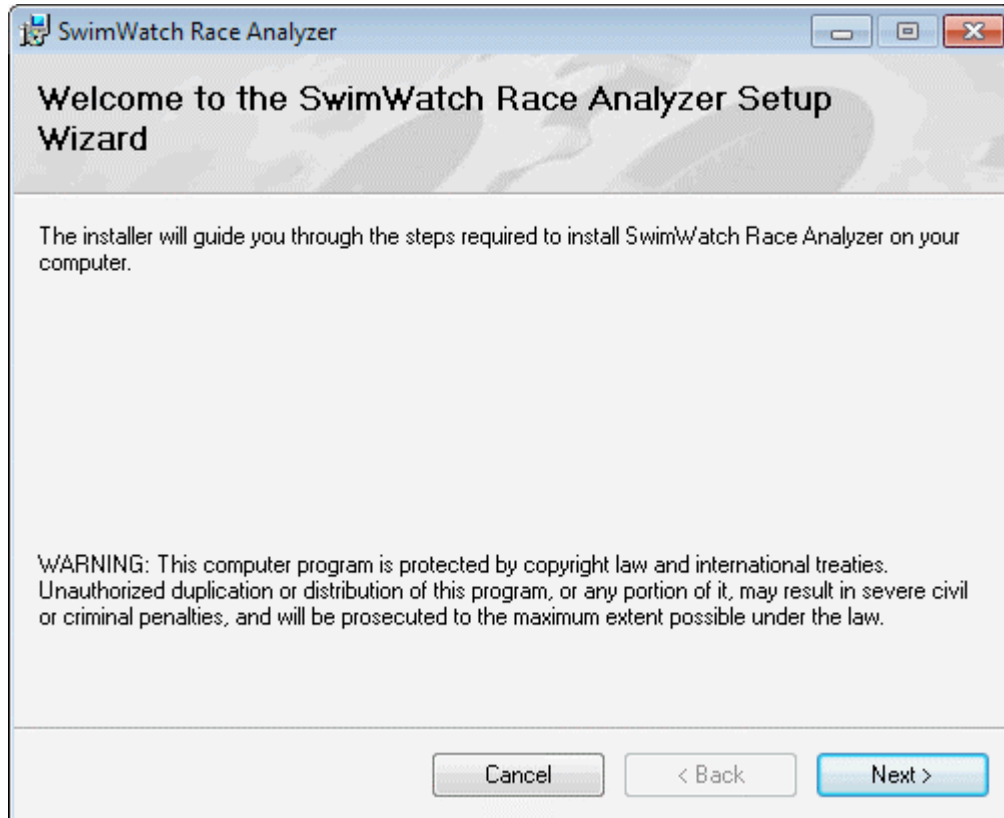 SwimWatch Race Analyzer
Welcome to the SwimWatch Race Analyzer Setup
Wizard
The installer will guide you through the steps required to install SwimWatch Race Analyzer on your
computer.
WARNING: This computer program is protected by copyright law and international treaties.
Unauthorized duplication or distribution of this program, or any portion of it, may result in severe civil
or criminal penalties, and will be prosecuted to the maximum extent possible under the law.
Cancel < Back Next >